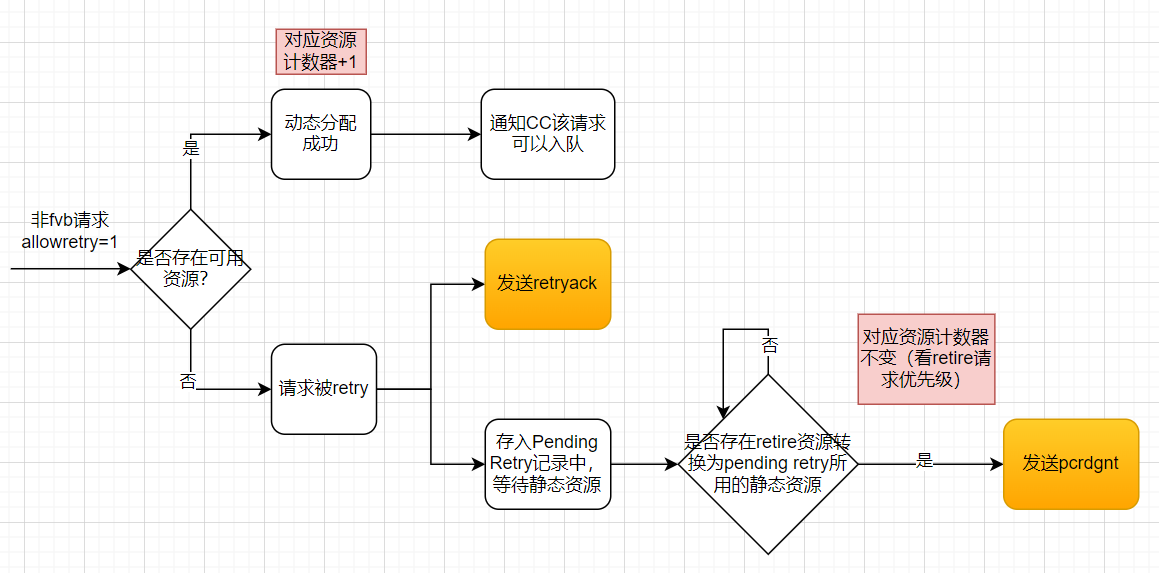 对应资源
计数器+1
动态分配
成功
通知CC该请求
可以入队
是
非fvb请求
allowretry=1
是否存在可用
资源？
发送retryack
否
请求被retry
否
对应资源计数器
不变（看retire请
求优先级）
存入Pending
Retry记录中，
等待静态资源
是否存在retire资源转
换为pending retry所
用的静态资源
是
发送pcrdgnt